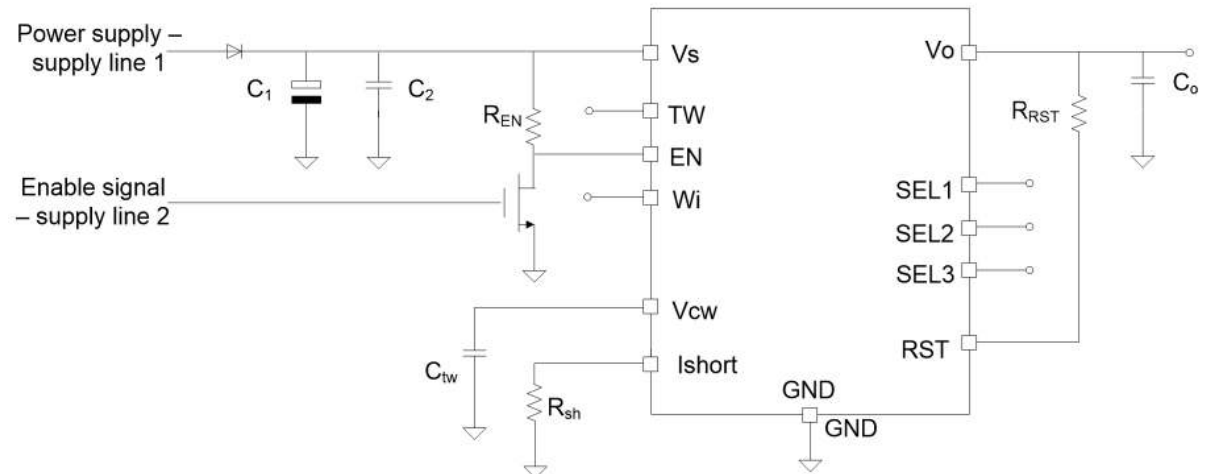 Power supply –
supply line 1
C1
C2
REN
Enable signal
– supply line 2
Vs
TW
EN
Wi
Vcw
Ishort
Ctw
Rsh
GND
GND
Vo
SEL1
SEL2
SEL3
RST
RRST
Co